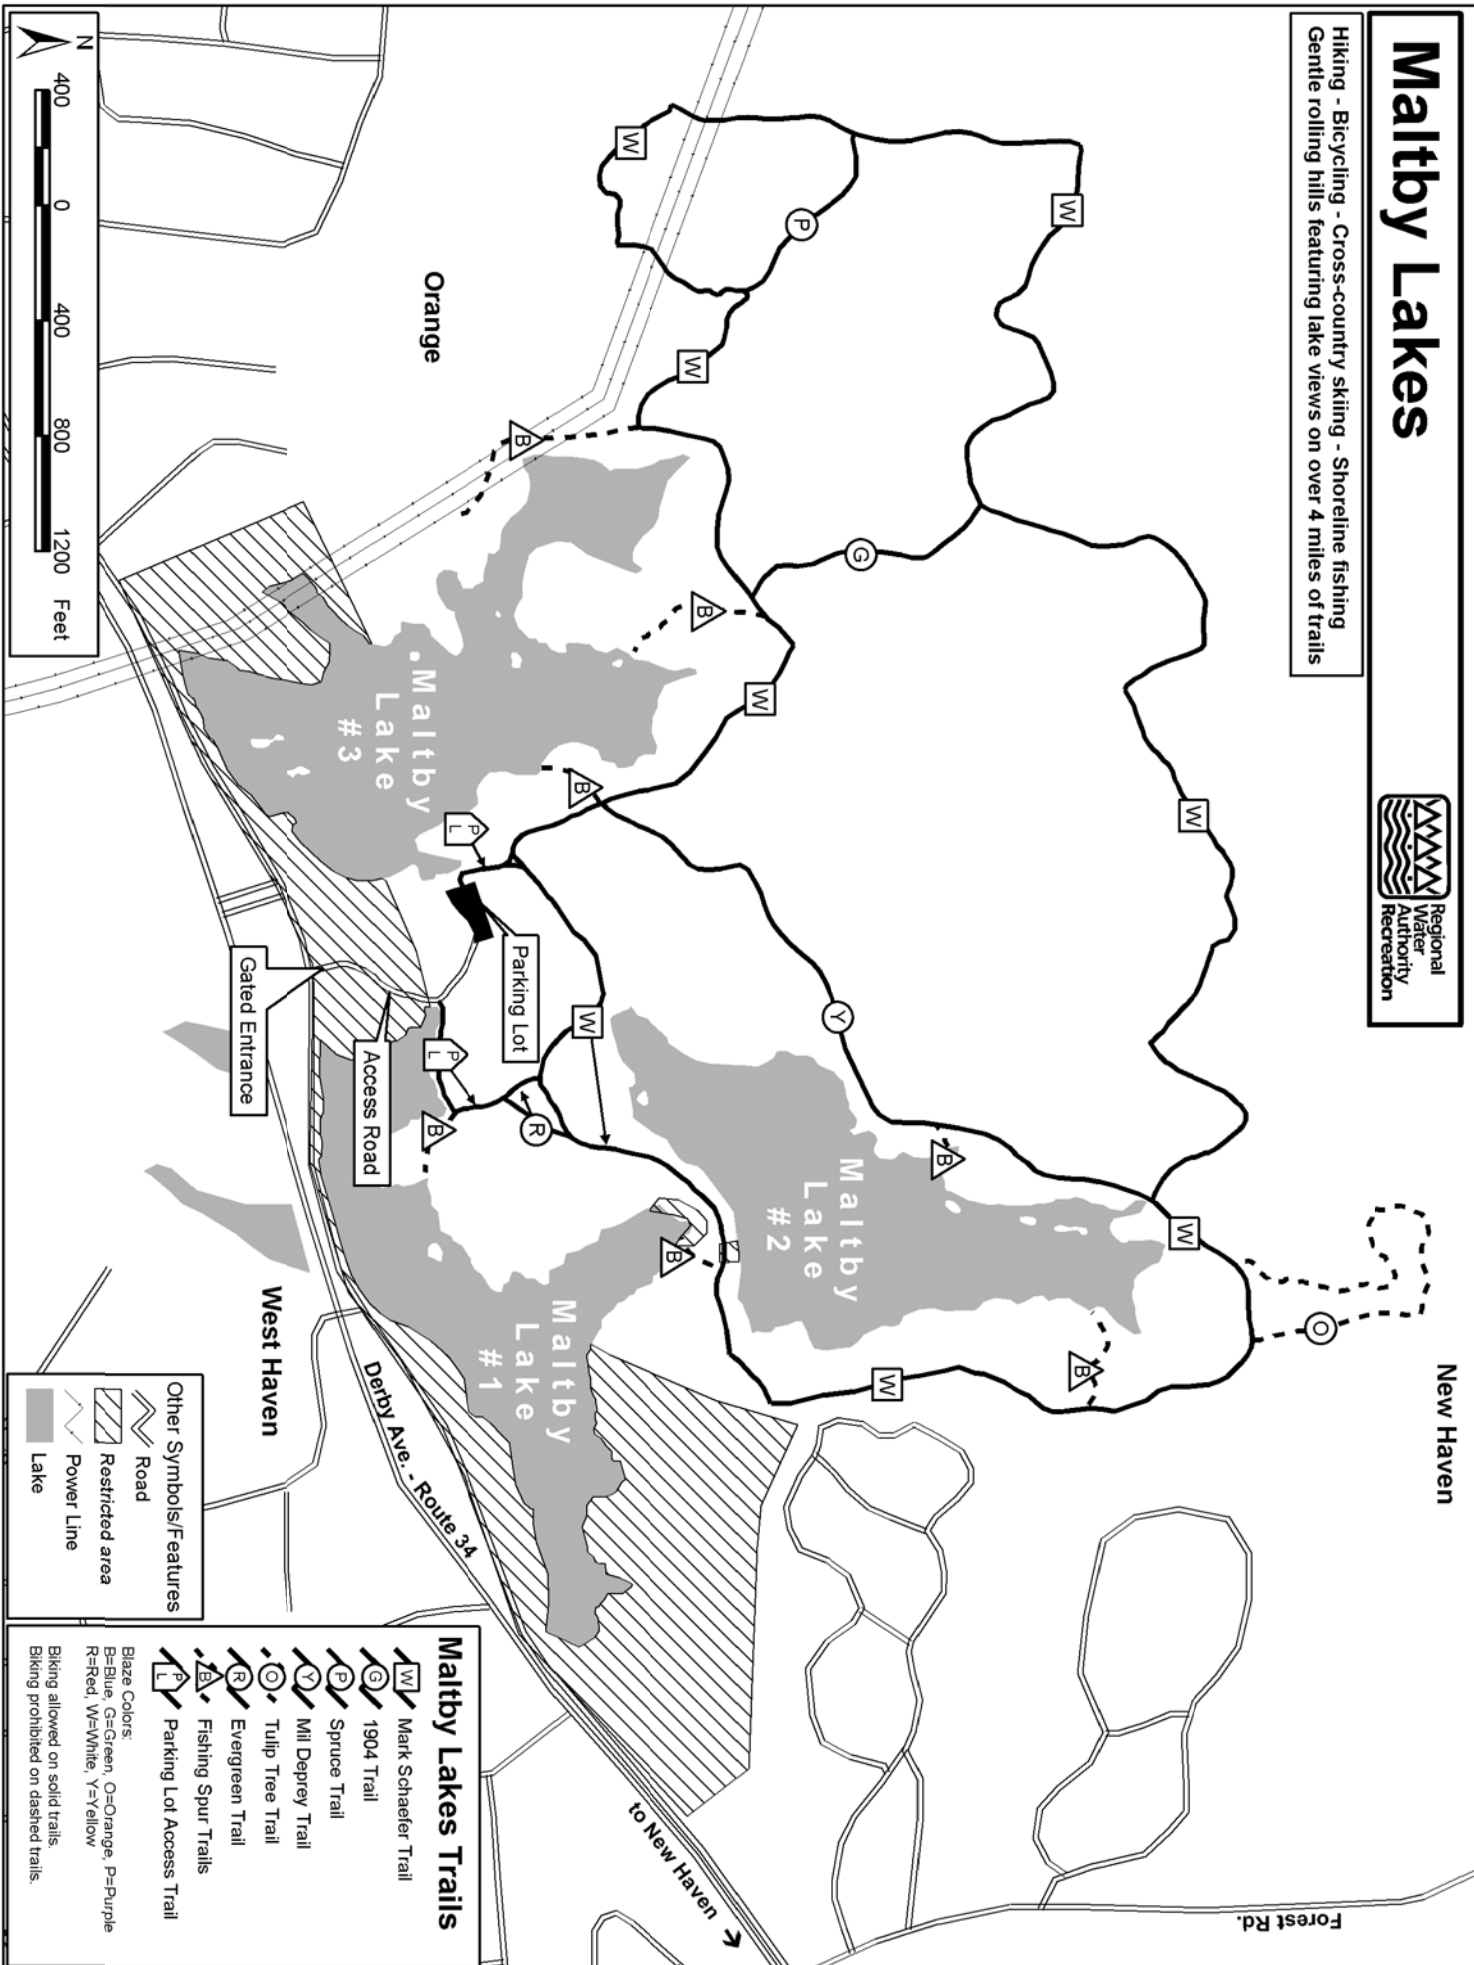 Maltby Lakes
Regional
Water
Authority
Recreation
Hiking - Bicycling - Cross-country skiing - Shoreline fishing
Gentle rolling hills featuring lake views on over 4 miles of trails
New Haven
O
W
W
W
B
W
Y
B
W
P
G
W
W
W
B
B
B
W
W
R
B
B
P
L
P
L
Maltby
Lake
#2
Maltby
Lake
#3
Maltby
Lake
#1
Parking Lot
Access Road
Gated Entrance
Orange
West Haven
Derby Ave. - Route 34
to New Haven
Forest Rd.
N
400 0 400 800 1200 Feet
Other Symbols/Features
Road
Restricted area
Power Line
Lake
Maltby Lakes Trails
W Mark Schaefer Trail
G 1904 Trail
P Spruce Trail
Y Mil Deprey Trail
O Tulip Tree Trail
R Evergreen Trail
B Fishing Spur Trails
P L Parking Lot Access Trail
Blaze Colors:
B=Blue, G=Green, O=Orange, P=Purple
R=Red, W=White, Y=Yellow
Biking allowed on solid trails.
Biking prohibited on dashed trails.